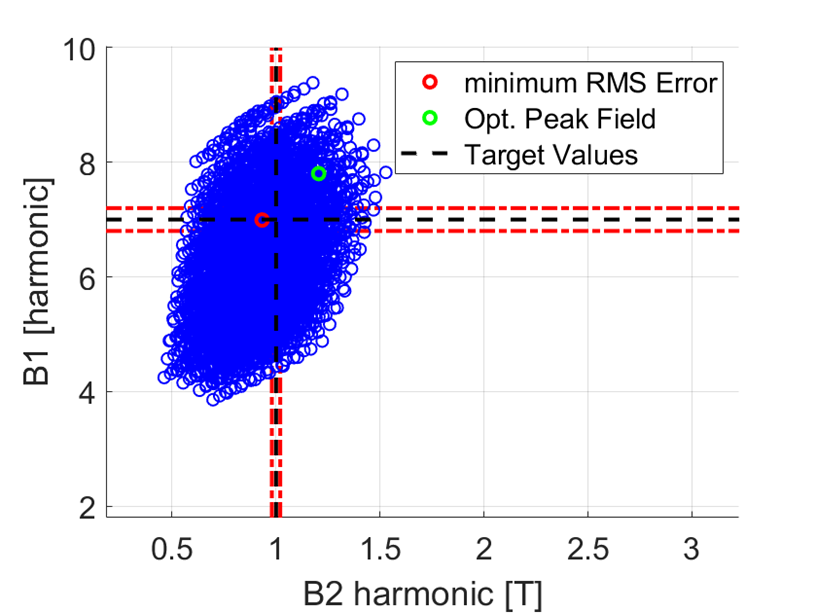 10
8
6
4
2
B1 [harmonic]
minimum RMS Error
Opt. Peak Field
Target Values
0.5 1 1.5 2 2.5 3
B2 harmonic [T]